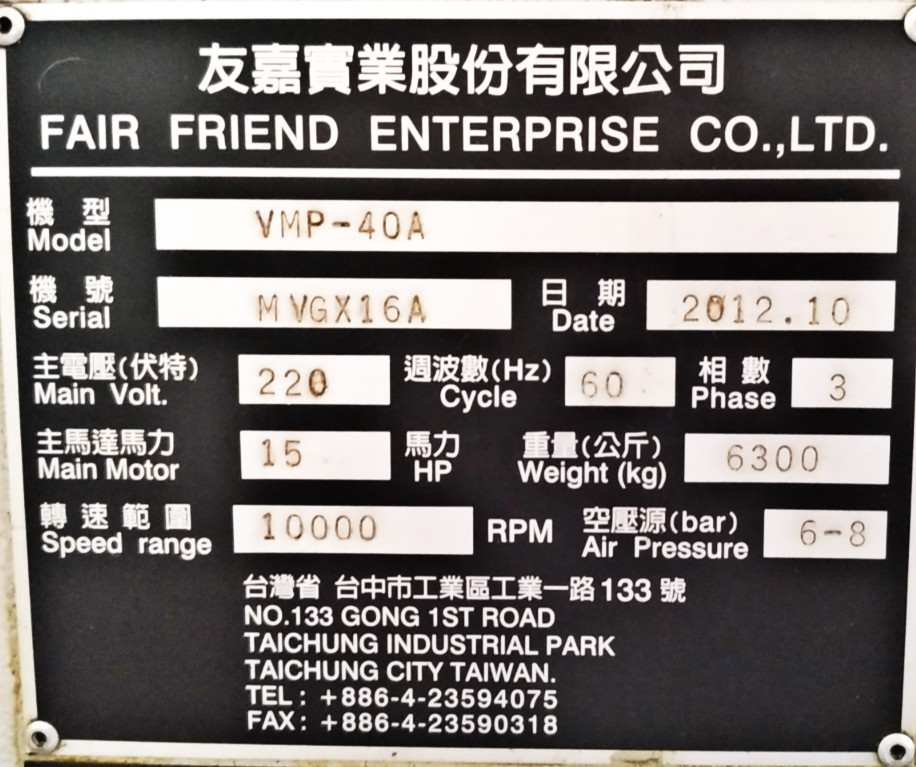 友嘉實業股份有限公司
FAIR FRIEND ENTERPRISE CO.,LTD.
機型 Model VMP-40A
機號 Serial MVGX16A 日期 Date 2012.10
主電壓(伏特) Main Volt. 220 週波數(Hz) Cycle 60 相數 Phase 3
主馬達馬力 Main Motor 15 馬力 HP 重量(公斤) Weight (kg) 6300
轉速範圍 Speed range 10000 RPM 空壓源(bar) Air Pressure 6-8
台灣省 台中市工業區工業一路133號
NO.133 GONG 1ST ROAD
TAICHUNG INDUSTRIAL PARK
TAICHUNG CITY TAIWAN.
TEL: +886-4-23594075
FAX: +886-4-23590318